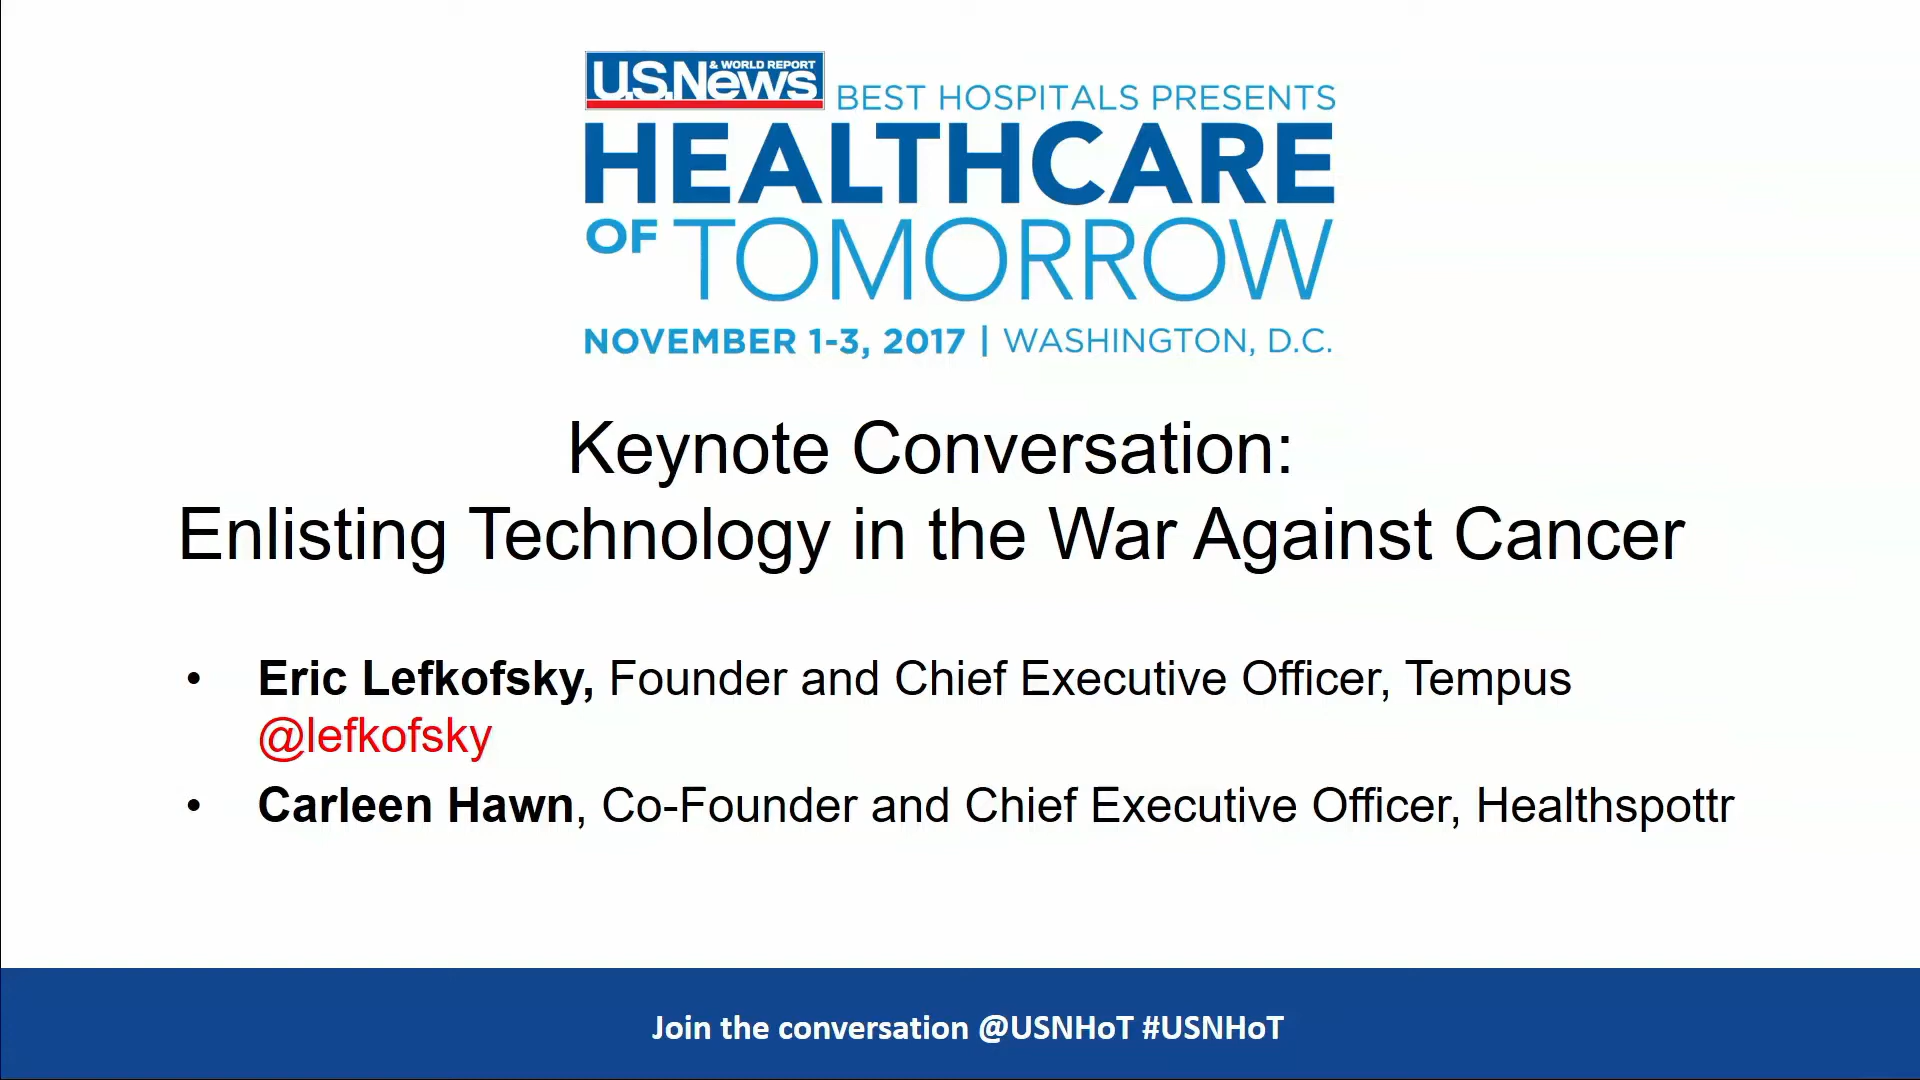 U.S.News & WORLD REPORT BEST HOSPITALS PRESENTS
HEALTHCARE
OF TOMORROW
NOVEMBER 1-3, 2017 | WASHINGTON, D.C.
Keynote Conversation:
Enlisting Technology in the War Against Cancer
• Eric Lefkofsky, Founder and Chief Executive Officer, Tempus
@lefkofsky
• Carleen Hawn, Co-Founder and Chief Executive Officer, Healthspottr
Join the conversation @USNHoT #USNHoT